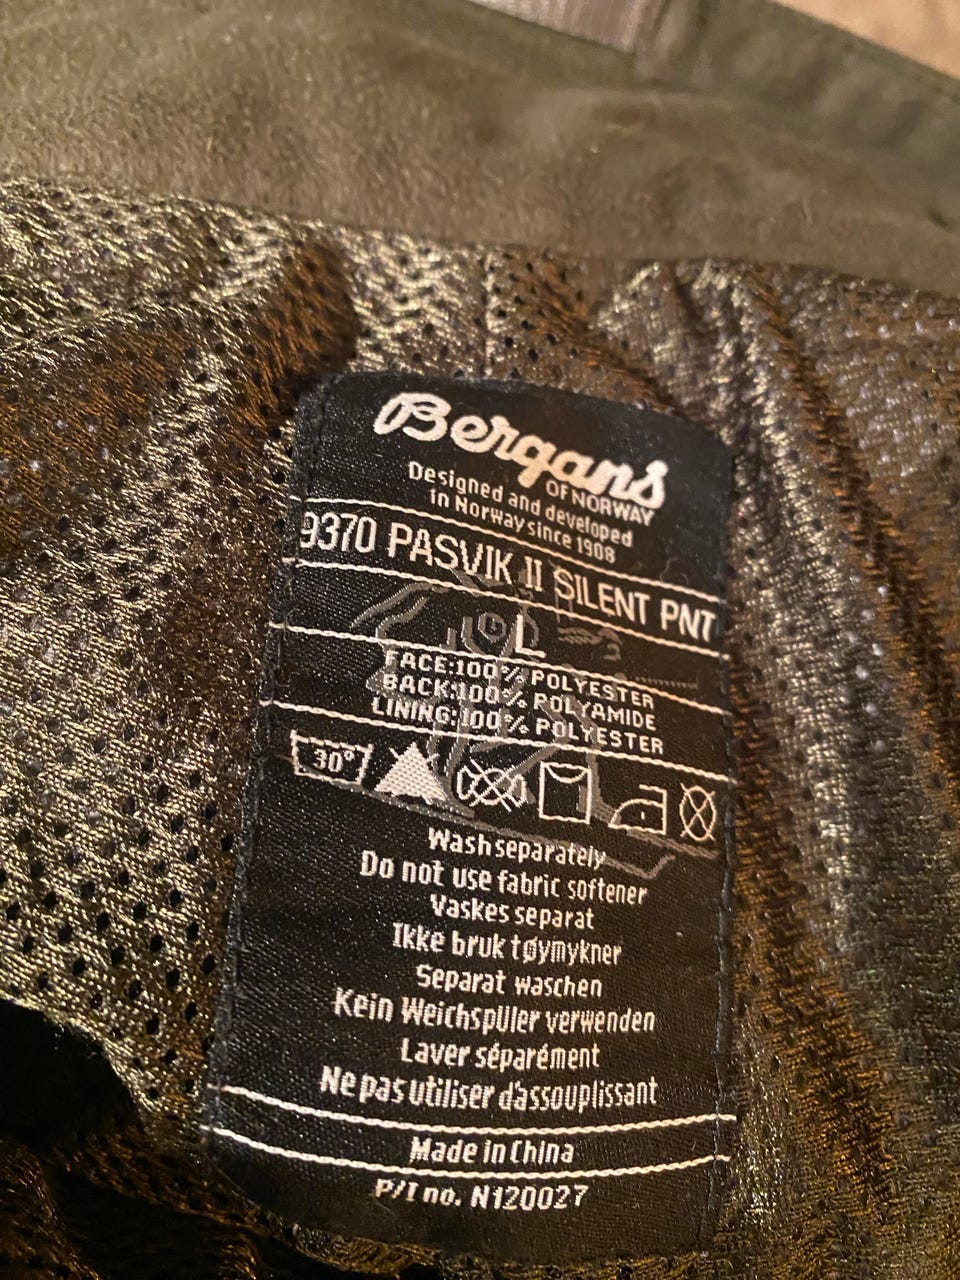 Bergans
OF NORWAY
Designed and developed
in Norway since 1908
9370 PASVIK II SILENT PNT
L
FACE:100% POLYESTER
BACK:100% POLYAMIDE
LINING:100% POLYESTER
30°
Wash separately
Do not use fabric softener
Vaskes separat
Ikke bruk tøymykner
Separat waschen
Kein Weichspüler verwenden
Laver séparément
Ne pas utiliser d'assouplissant
Made in China
P/I no. N120027